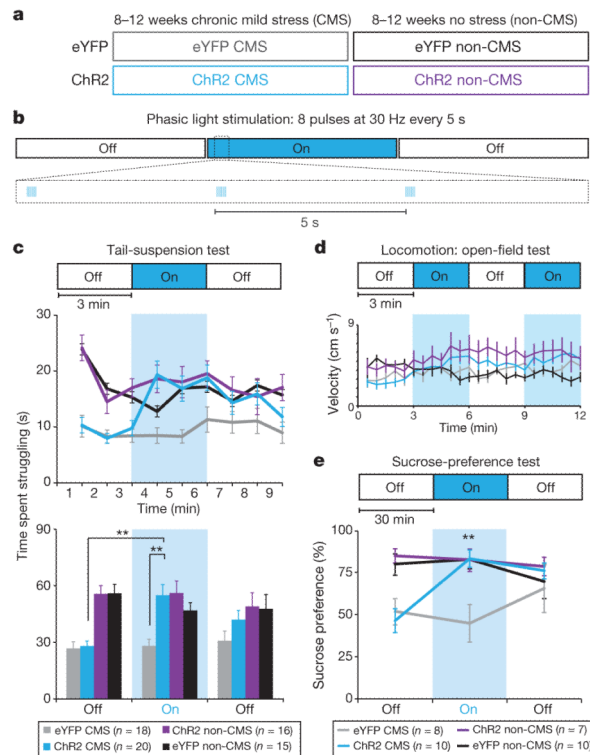 a
8–12 weeks chronic mild stress (CMS)
8–12 weeks no stress (non-CMS)
eYFP
eYFP CMS
eYFP non-CMS
ChR2
ChR2 CMS
ChR2 non-CMS
b
Phasic light stimulation: 8 pulses at 30 Hz every 5 s
Off
On
Off
5 s
c
Tail-suspension test
Off
On
Off
3 min
30
20
10
0
1 2 3 4 5 6 7 8 9
Time (min)
Time spent struggling (s)
90
60
30
0
**
**
Off
On
Off
eYFP CMS (n = 18)
ChR2 non-CMS (n = 16)
ChR2 CMS (n = 20)
eYFP non-CMS (n = 15)
d
Locomotion: open-field test
Off
On
Off
On
3 min
Velocity (cm s⁻¹)
9
0
0 3 6 9 12
Time (min)
e
Sucrose-preference test
Off
On
Off
30 min
Sucrose preference (%)
100
75
50
25
0
**
Off
On
Off
eYFP CMS (n = 8)
ChR2 non-CMS (n = 7)
ChR2 CMS (n = 10)
eYFP non-CMS (n = 10)